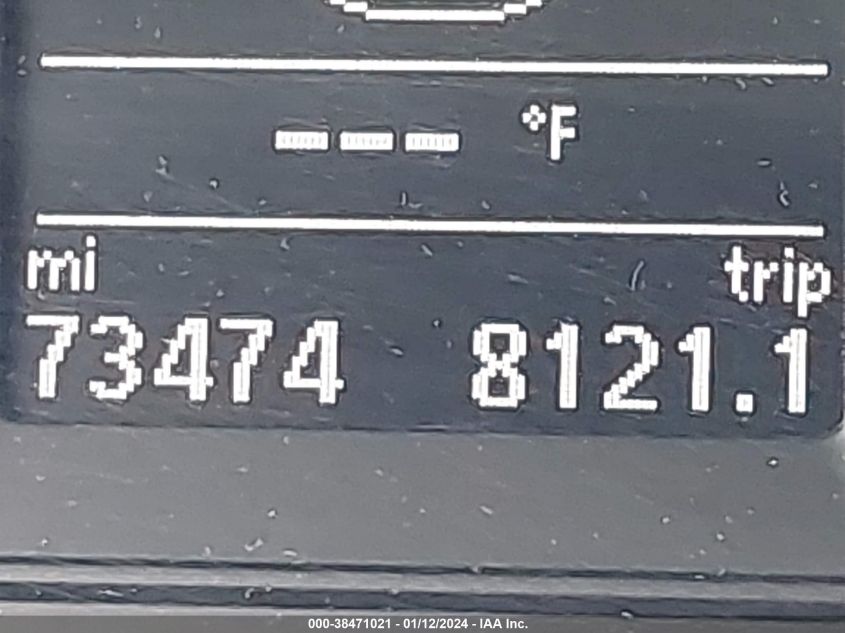 --- °F
mi trip
73474 8121.1
000-38471021 - 01/12/2024 - IAA Inc.